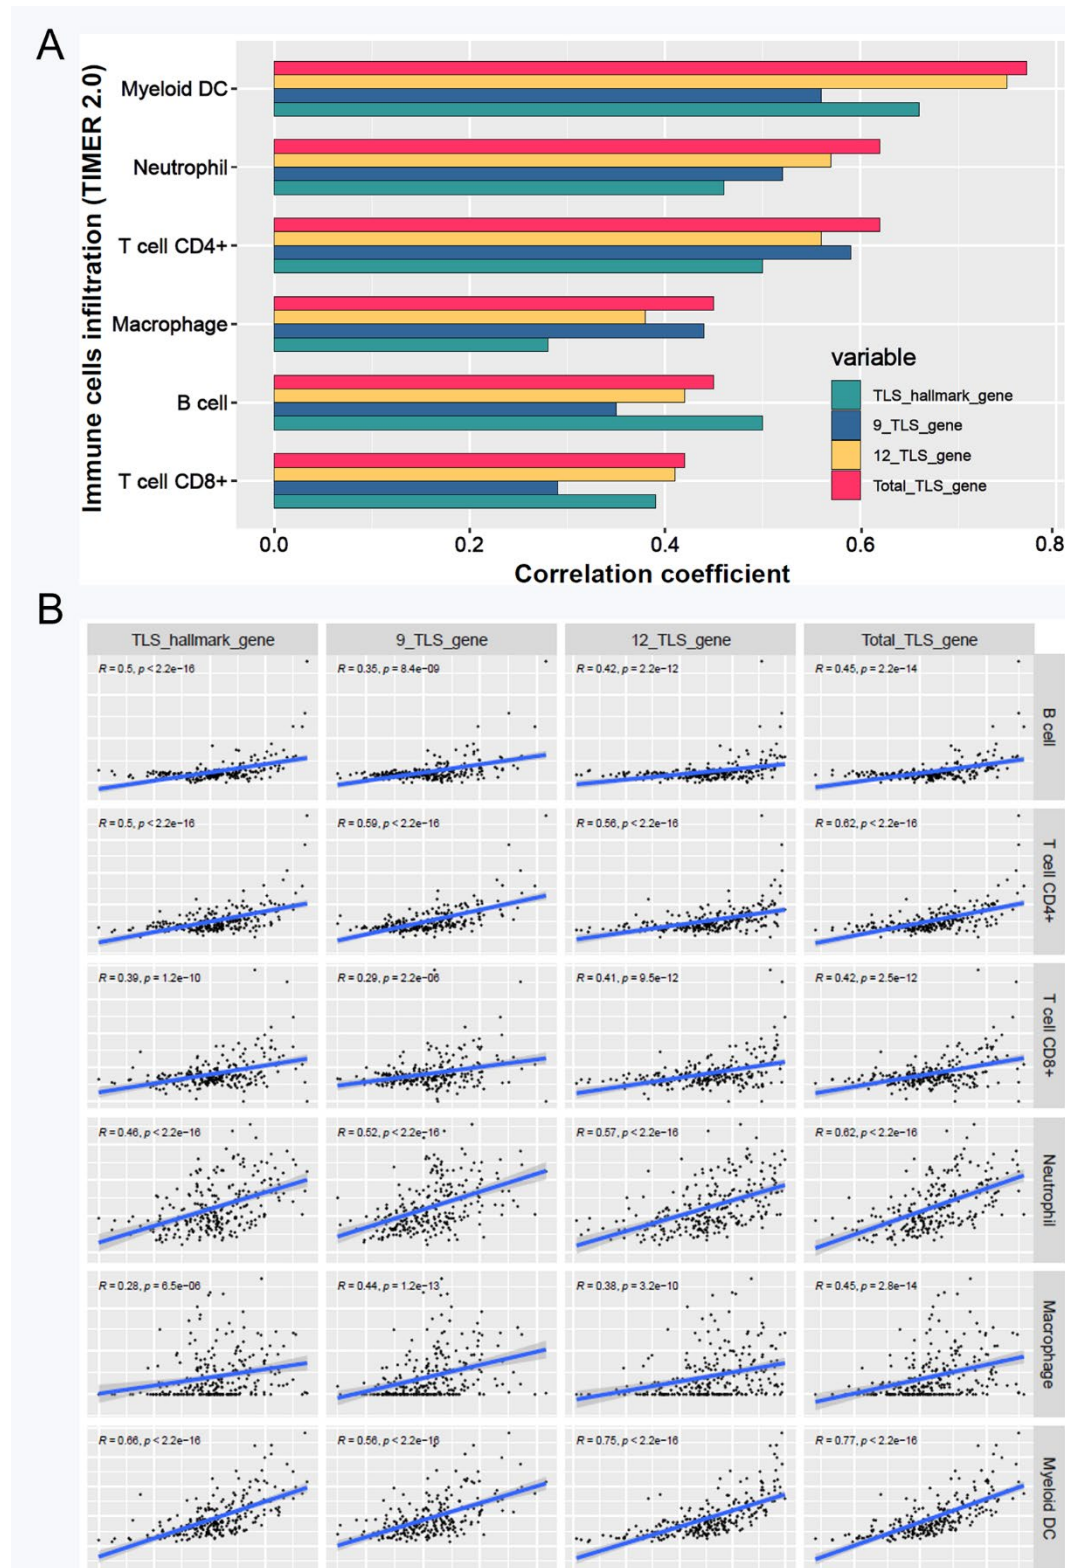 A
Immune cells infiltration (TIMER 2.0)
Myeloid DC
Neutrophil
T cell CD4+
Macrophage
B cell
T cell CD8+
variable
TLS_hallmark_gene
9_TLS_gene
12_TLS_gene
Total_TLS_gene
0.0 0.2 0.4 0.6 0.8
Correlation coefficient
B
TLS_hallmark_gene 9_TLS_gene 12_TLS_gene Total_TLS_gene
R = 0.5, p < 2.2e−16 R = 0.35, p = 8.4e−09 R = 0.42, p = 2.2e−12 R = 0.45, p = 2.2e−14
B cell
R = 0.5, p < 2.2e−16 R = 0.59, p < 2.2e−16 R = 0.56, p < 2.2e−16 R = 0.62, p < 2.2e−16
T cell CD4+
R = 0.39, p = 1.2e−10 R = 0.29, p = 2.2e−06 R = 0.41, p = 9.5e−12 R = 0.42, p = 2.5e−12
T cell CD8+
R = 0.46, p < 2.2e−16 R = 0.52, p < 2.2e−16 R = 0.57, p < 2.2e−16 R = 0.62, p < 2.2e−16
Neutrophil
R = 0.28, p = 6.5e−06 R = 0.44, p = 1.2e−13 R = 0.38, p = 3.2e−10 R = 0.45, p = 2.8e−14
Macrophage
R = 0.66, p < 2.2e−16 R = 0.56, p < 2.2e−16 R = 0.75, p < 2.2e−16 R = 0.77, p < 2.2e−16
Myeloid DC